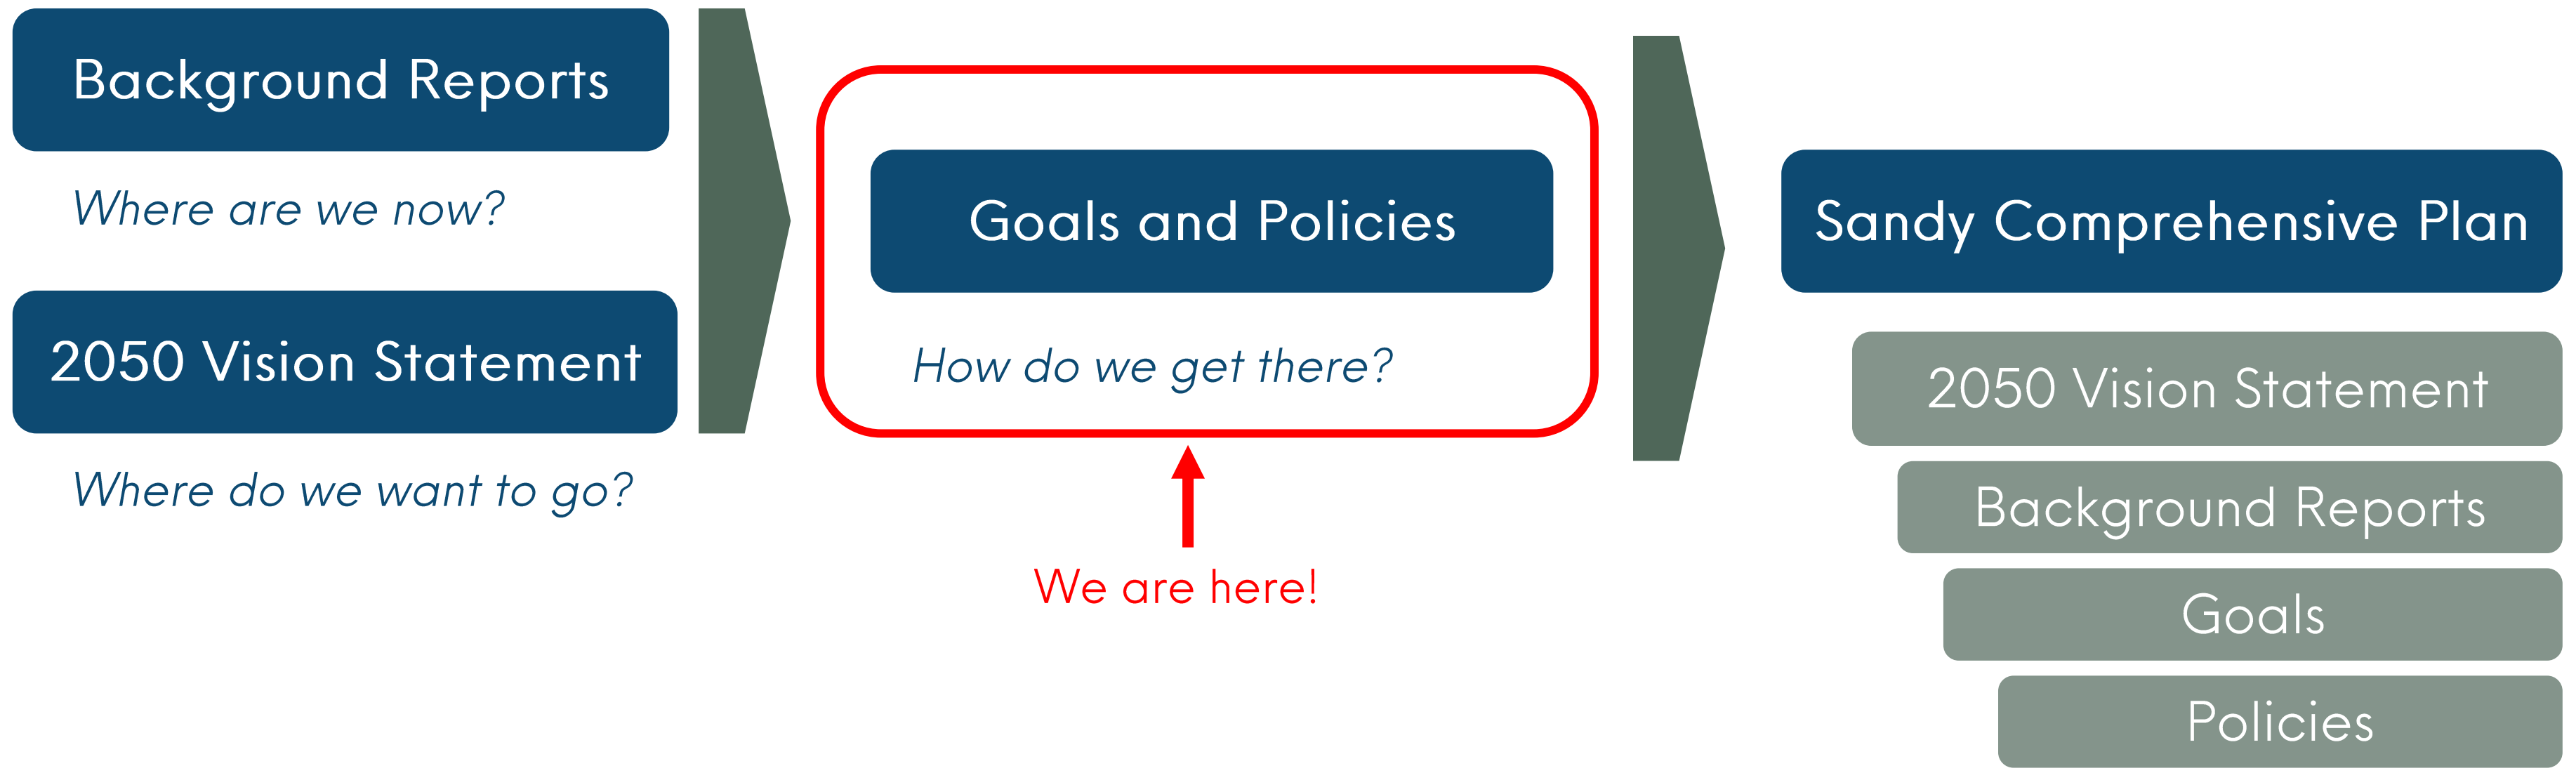 Background Reports
Where are we now?
2050 Vision Statement
Where do we want to go?
Goals and Policies
How do we get there?
We are here!
Sandy Comprehensive Plan
2050 Vision Statement
Background Reports
Goals
Policies